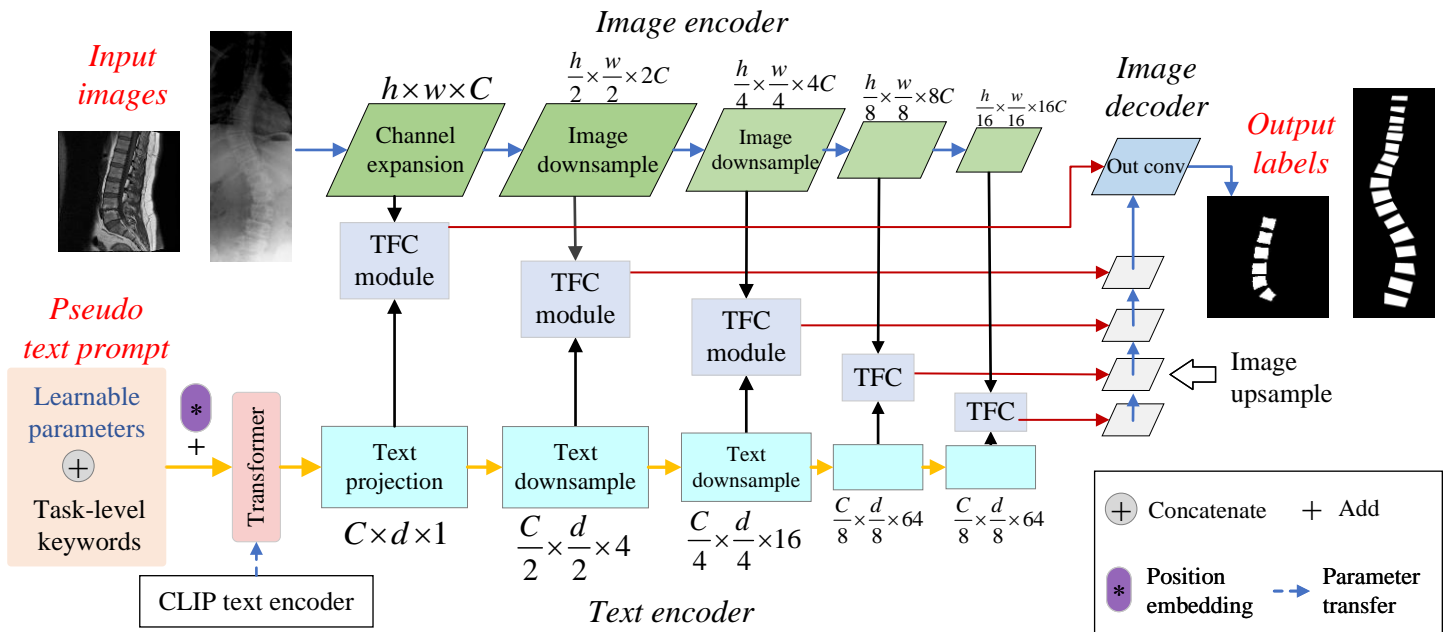 Image encoder
Input
images
h×w×C
h/2 × w/2 ×2C
h/4 × w/4 ×4C
h/8 × w/8 ×8C
h/16 × w/16 ×16C
Image
decoder
Channel
expansion
Image
downsample
Image
downsample
Out conv
Output
labels
TFC
module
TFC
module
TFC
module
TFC
TFC
Image
upsample
Pseudo
text prompt
Learnable
parameters
+
Task-level
keywords
*
+
Transformer
CLIP text encoder
Text
projection
Text
downsample
Text
downsample
C×d×1
C/2 × d/2 ×4
C/4 × d/4 ×16
C/8 × d/8 ×64
C/8 × d/8 ×64
Text encoder
+ Concatenate
+ Add
* Position
embedding
Parameter
transfer